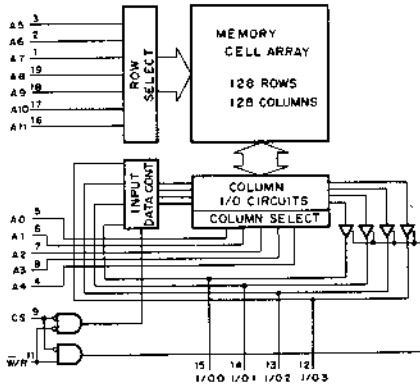 A5 3
A6 2
A7 1
A8 19
A9 18
A10 17
A11 16
ROW SELECT
MEMORY
CELL ARRAY
128 ROWS
128 COLUMNS
INPUT DATA CONT
COLUMN
I/O CIRCUITS
COLUMN SELECT
A0 5
A1 6
A2 7
A3 8
A4 4
CS 9
W/R 11
15 14 13 12
I/O0 I/O1 I/O2 I/O3